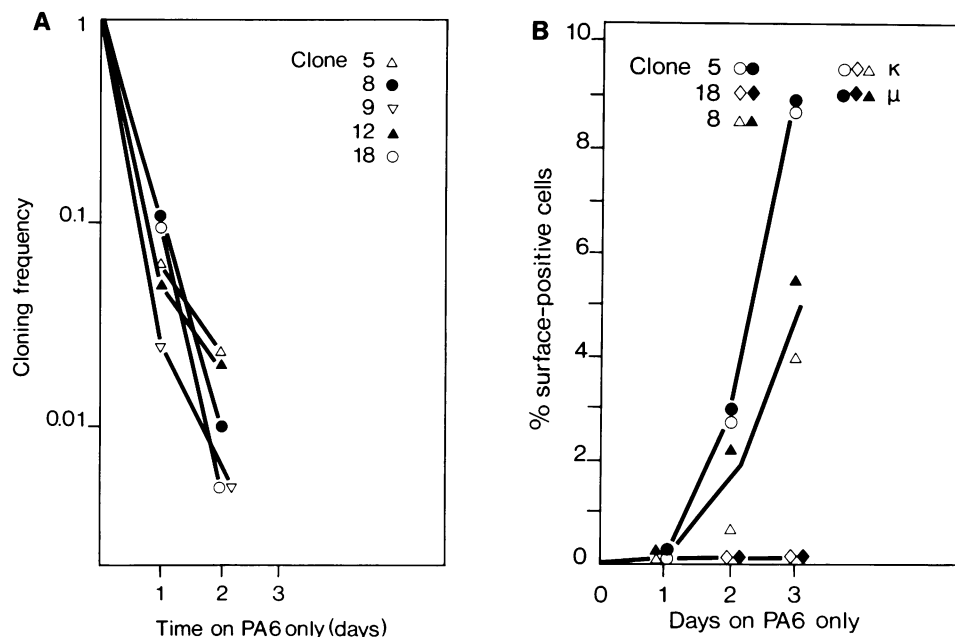 A
1
0.1
0.01
Cloning frequency
Clone 5 △
8 ●
9 ▽
12 ▲
18 ○
1 2 3
Time on PA6 only (days)
B
10
8
6
4
2
0
% surface-positive cells
Clone 5 ○●
18 ◇◆
8 △▲
○◇△ κ
●◆▲ μ
0 1 2 3
Days on PA6 only